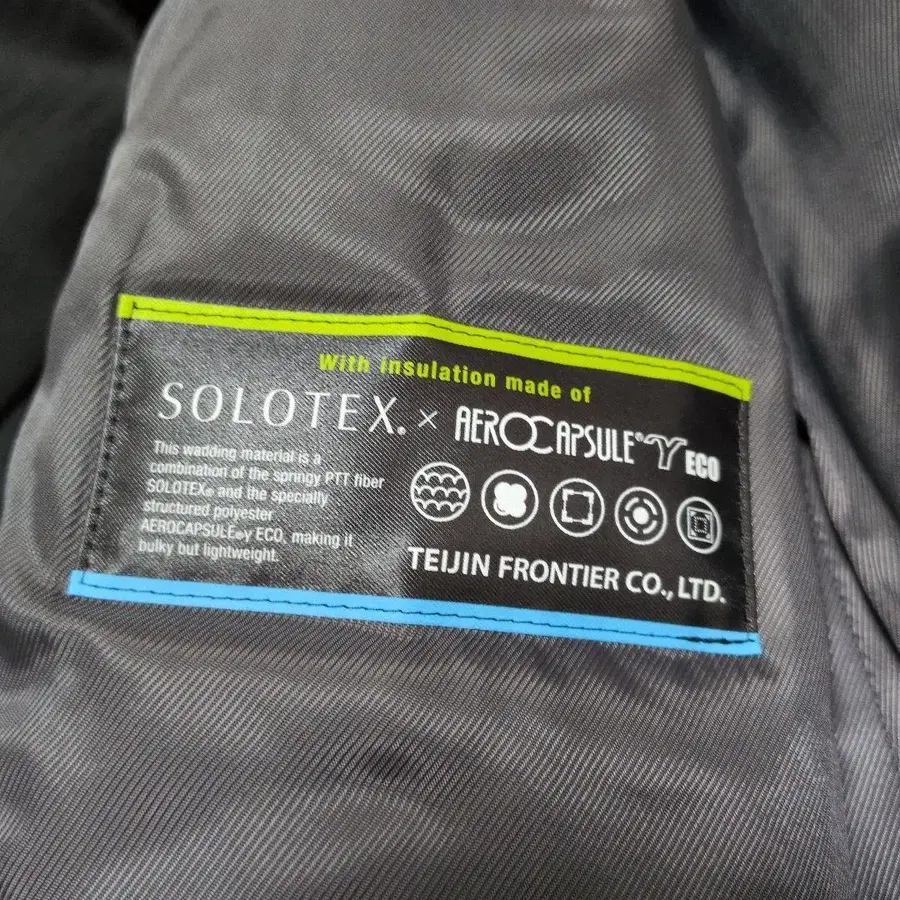 With insulation made of
SOLOTEX® × AEROCAPSULE® γ ECO
This wadding material is a
combination of the springy PTT fiber
SOLOTEX® and the specially
structured polyester
AEROCAPSULE®γ ECO, making it
bulky but lightweight.
TEIJIN FRONTIER CO., LTD.